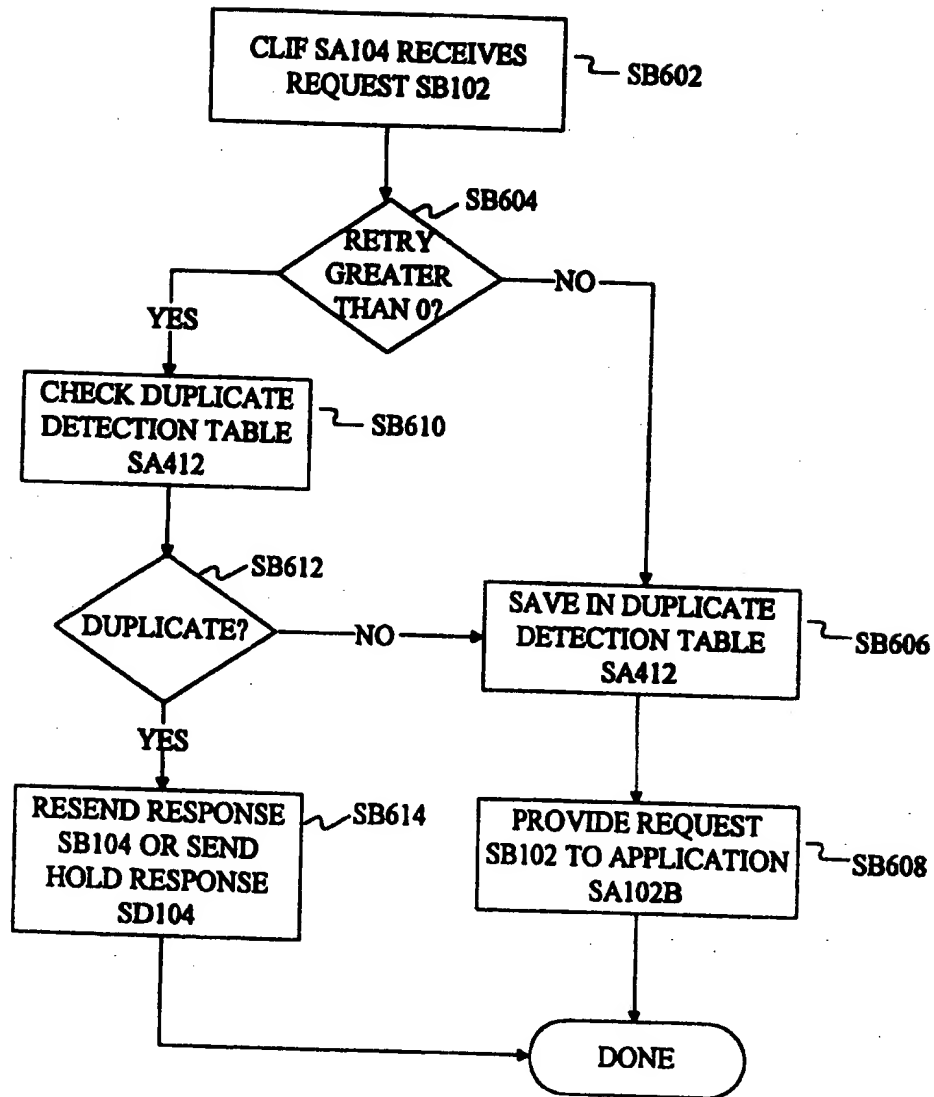 CLIF SA104 RECEIVES
REQUEST SB102
SB602
SB604
RETRY
GREATER
THAN 0?
NO
YES
CHECK DUPLICATE
DETECTION TABLE
SA412
SB610
SB612
DUPLICATE?
NO
SAVE IN DUPLICATE
DETECTION TABLE
SA412
SB606
YES
RESEND RESPONSE
SB104 OR SEND
HOLD RESPONSE
SD104
SB614
PROVIDE REQUEST
SB102 TO APPLICATION
SA102B
SB608
DONE